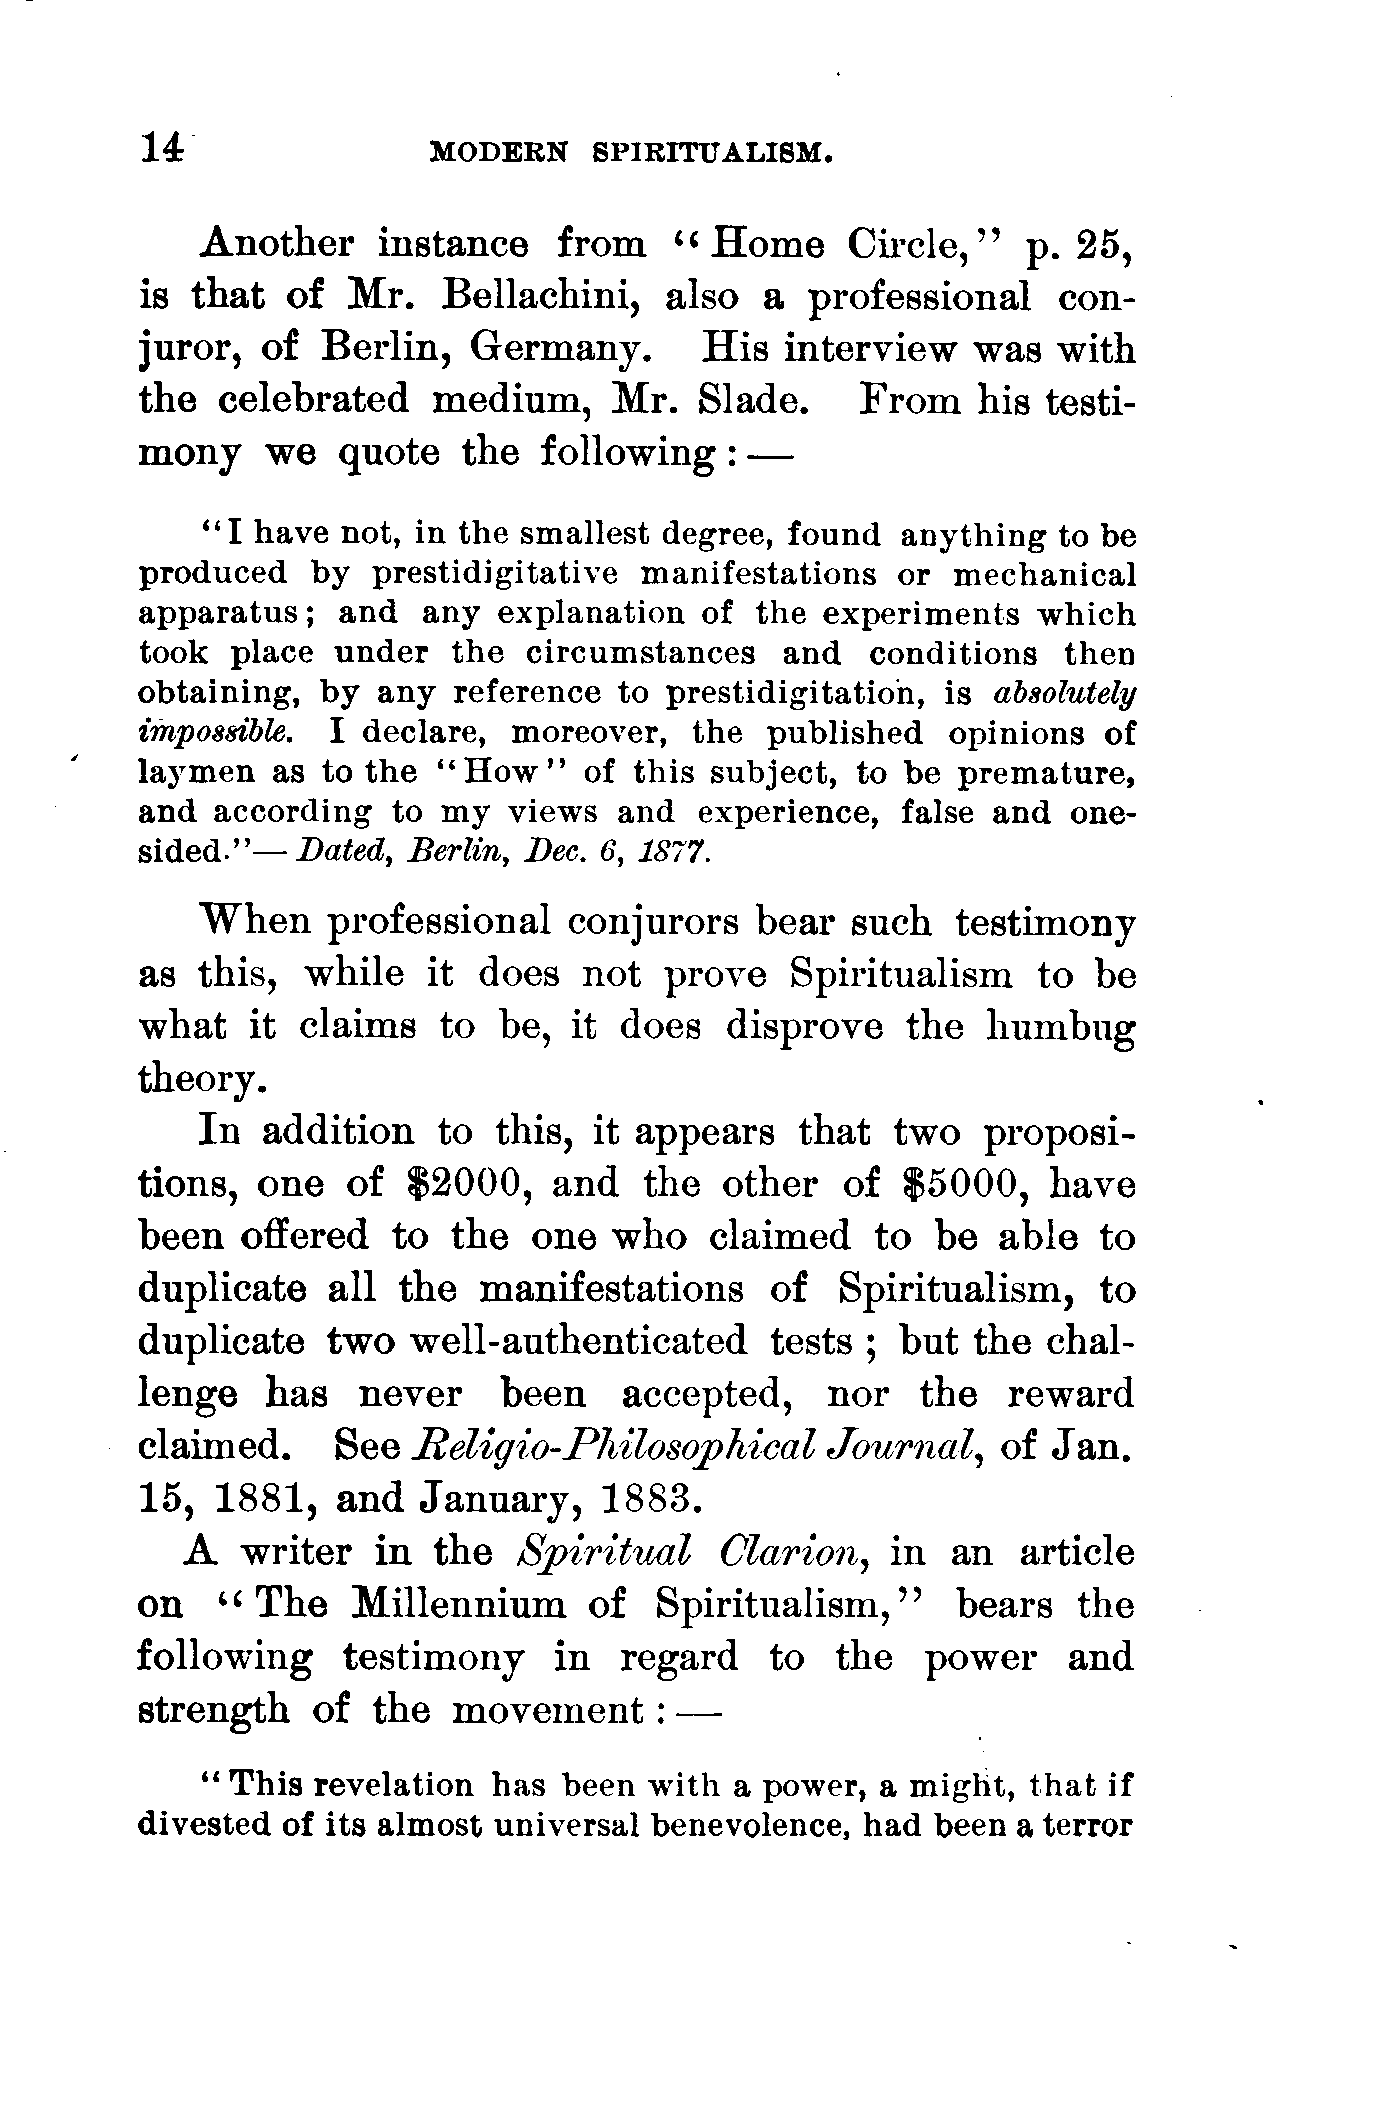 14 MODERN SPIRITUALISM.
Another instance from “Home Circle,” p. 25,
is that of Mr. Bellachini, also a professional con-
juror, of Berlin, Germany. His interview was with
the celebrated medium, Mr. Slade. From his testi-
mony we quote the following : —
“I have not, in the smallest degree, found anything to be
produced by prestidigitative manifestations or mechanical
apparatus; and any explanation of the experiments which
took place under the circumstances and conditions then
obtaining, by any reference to prestidigitation, is absolutely
impossible. I declare, moreover, the published opinions of
laymen as to the “How” of this subject, to be premature,
and according to my views and experience, false and one-
sided.”— Dated, Berlin, Dec. 6, 1877.
When professional conjurors bear such testimony
as this, while it does not prove Spiritualism to be
what it claims to be, it does disprove the humbug
theory.
In addition to this, it appears that two proposi-
tions, one of $2000, and the other of $5000, have
been offered to the one who claimed to be able to
duplicate all the manifestations of Spiritualism, to
duplicate two well-authenticated tests ; but the chal-
lenge has never been accepted, nor the reward
claimed. See Religio-Philosophical Journal, of Jan.
15, 1881, and January, 1883.
A writer in the Spiritual Clarion, in an article
on “The Millennium of Spiritualism,” bears the
following testimony in regard to the power and
strength of the movement : —
“This revelation has been with a power, a might, that if
divested of its almost universal benevolence, had been a terror